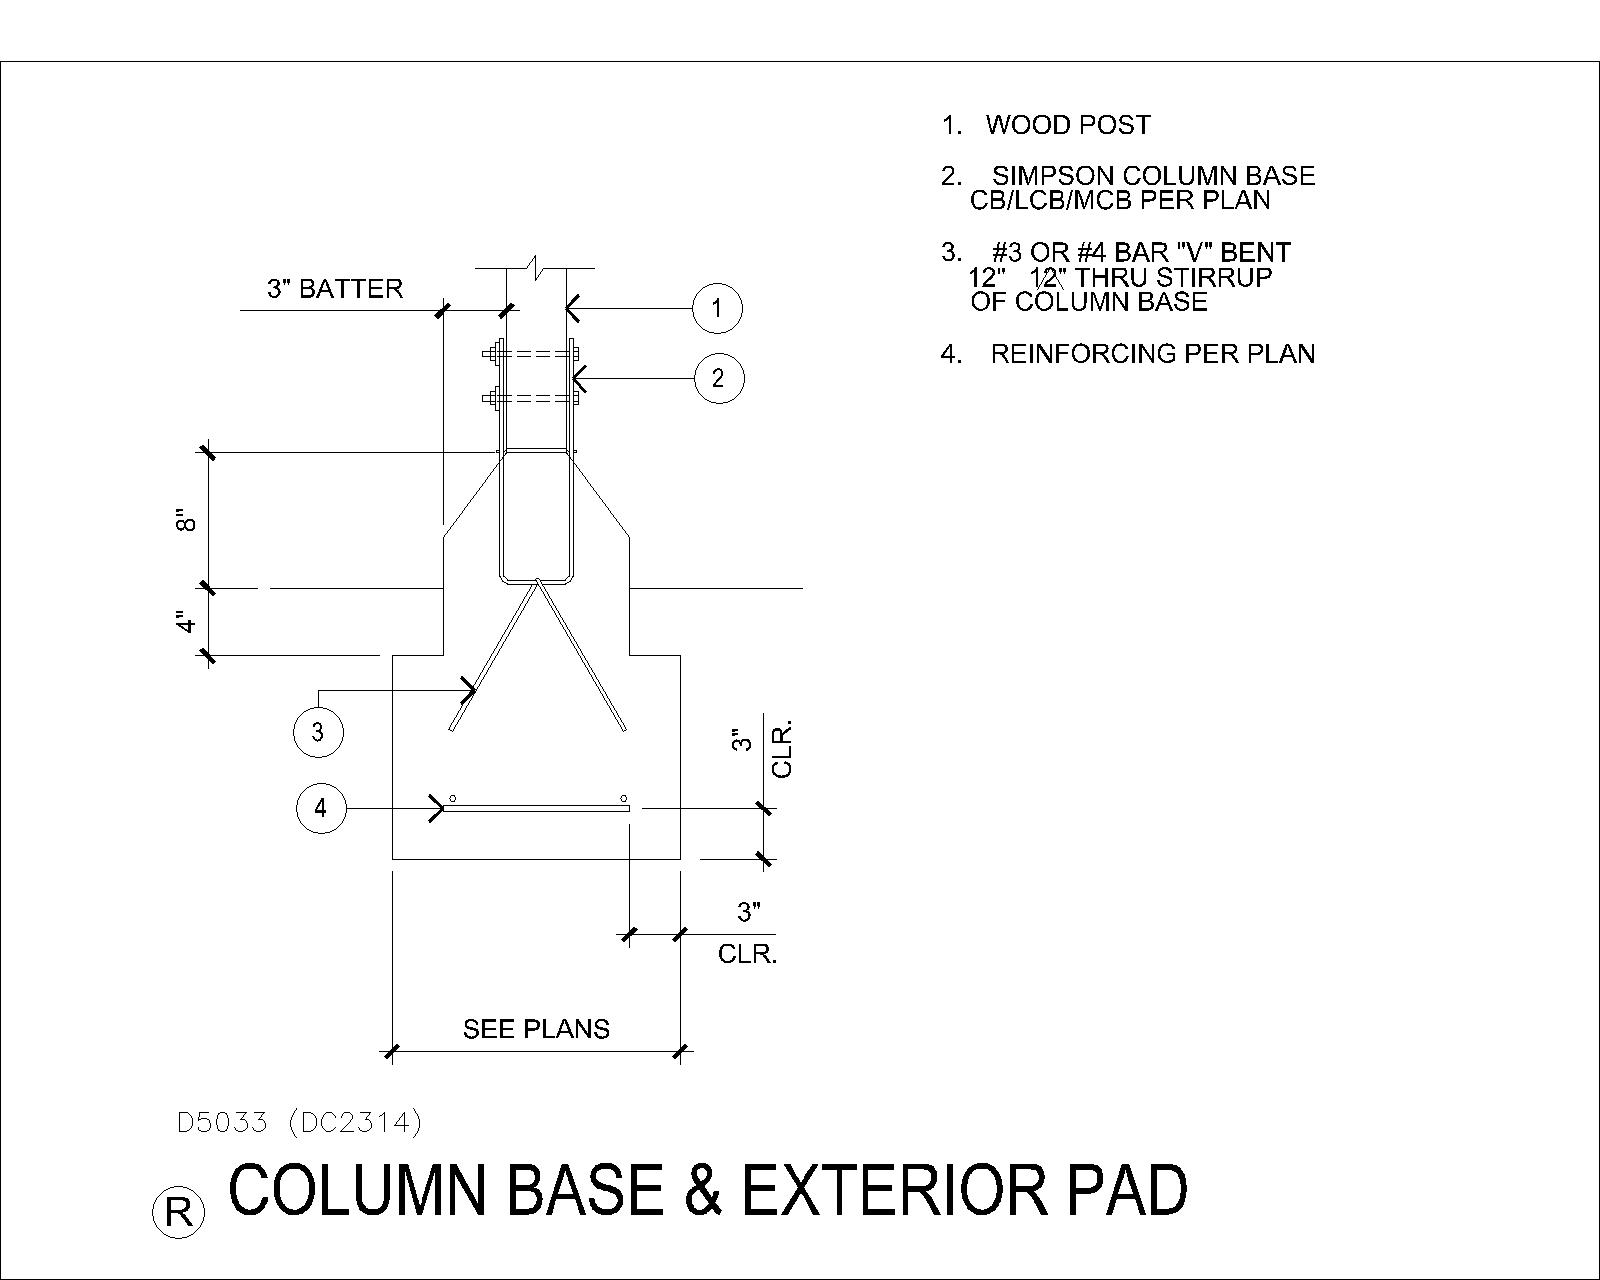 1. WOOD POST
2. SIMPSON COLUMN BASE
CB/LCB/MCB PER PLAN
3. #3 OR #4 BAR "V" BENT
12" 12" THRU STIRRUP
OF COLUMN BASE
4. REINFORCING PER PLAN
3" BATTER
1
2
8"
4"
3
3"
CLR.
4
3"
CLR.
SEE PLANS
D5033 (DC2314)
R COLUMN BASE & EXTERIOR PAD